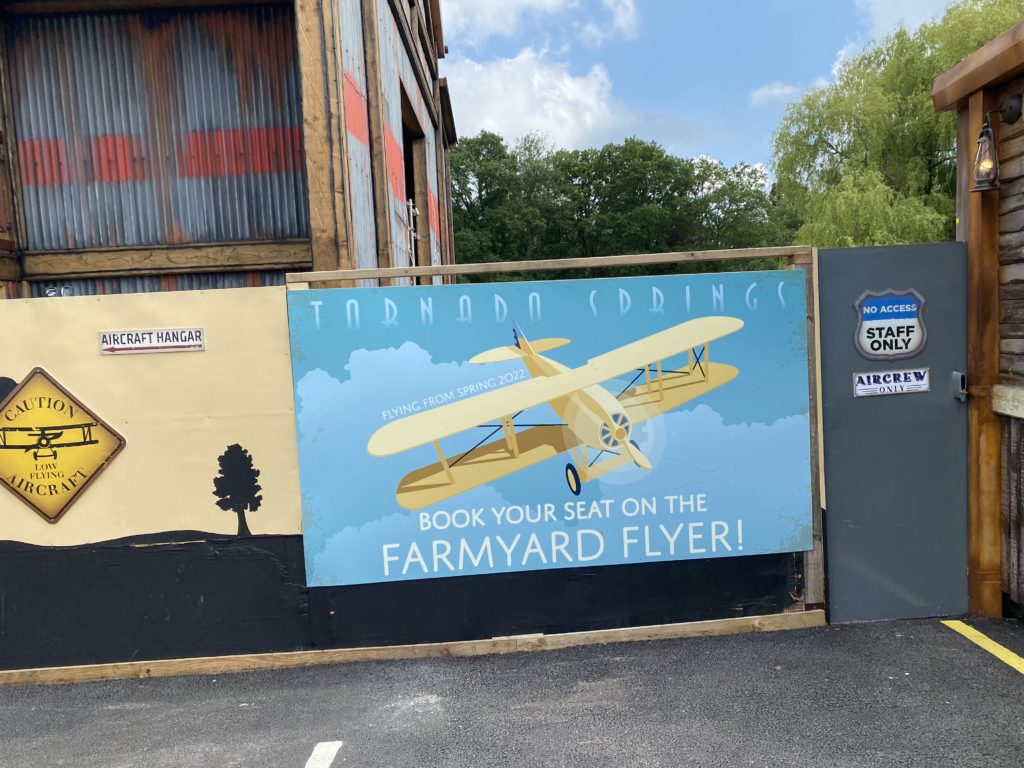 AIRCRAFT HANGAR
CAUTION
LOW
FLYING
AIRCRAFT
TORNADO SPRINGS
FLYING FROM SPRING 2022
BOOK YOUR SEAT ON THE
FARMYARD FLYER!
NO ACCESS
STAFF
ONLY
AIRCREW
ONLY